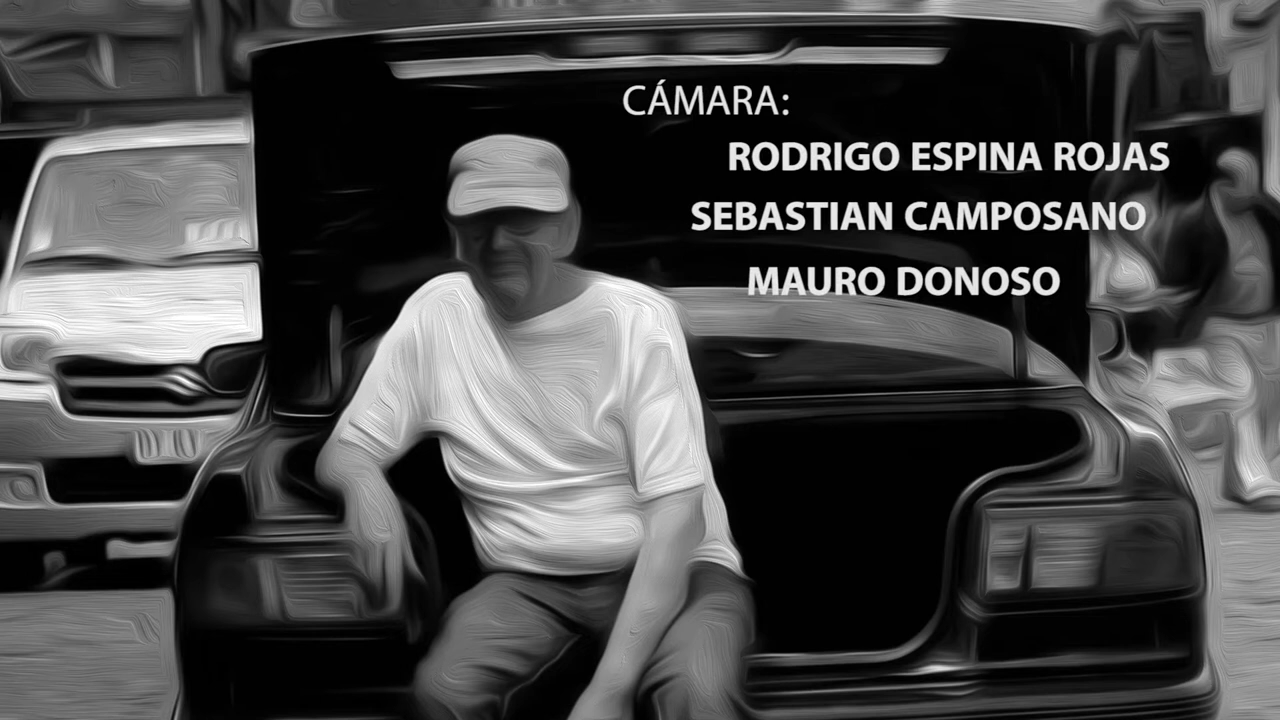 CÁMARA:
RODRIGO ESPINA ROJAS
SEBASTIAN CAMPOSANO
MAURO DONOSO